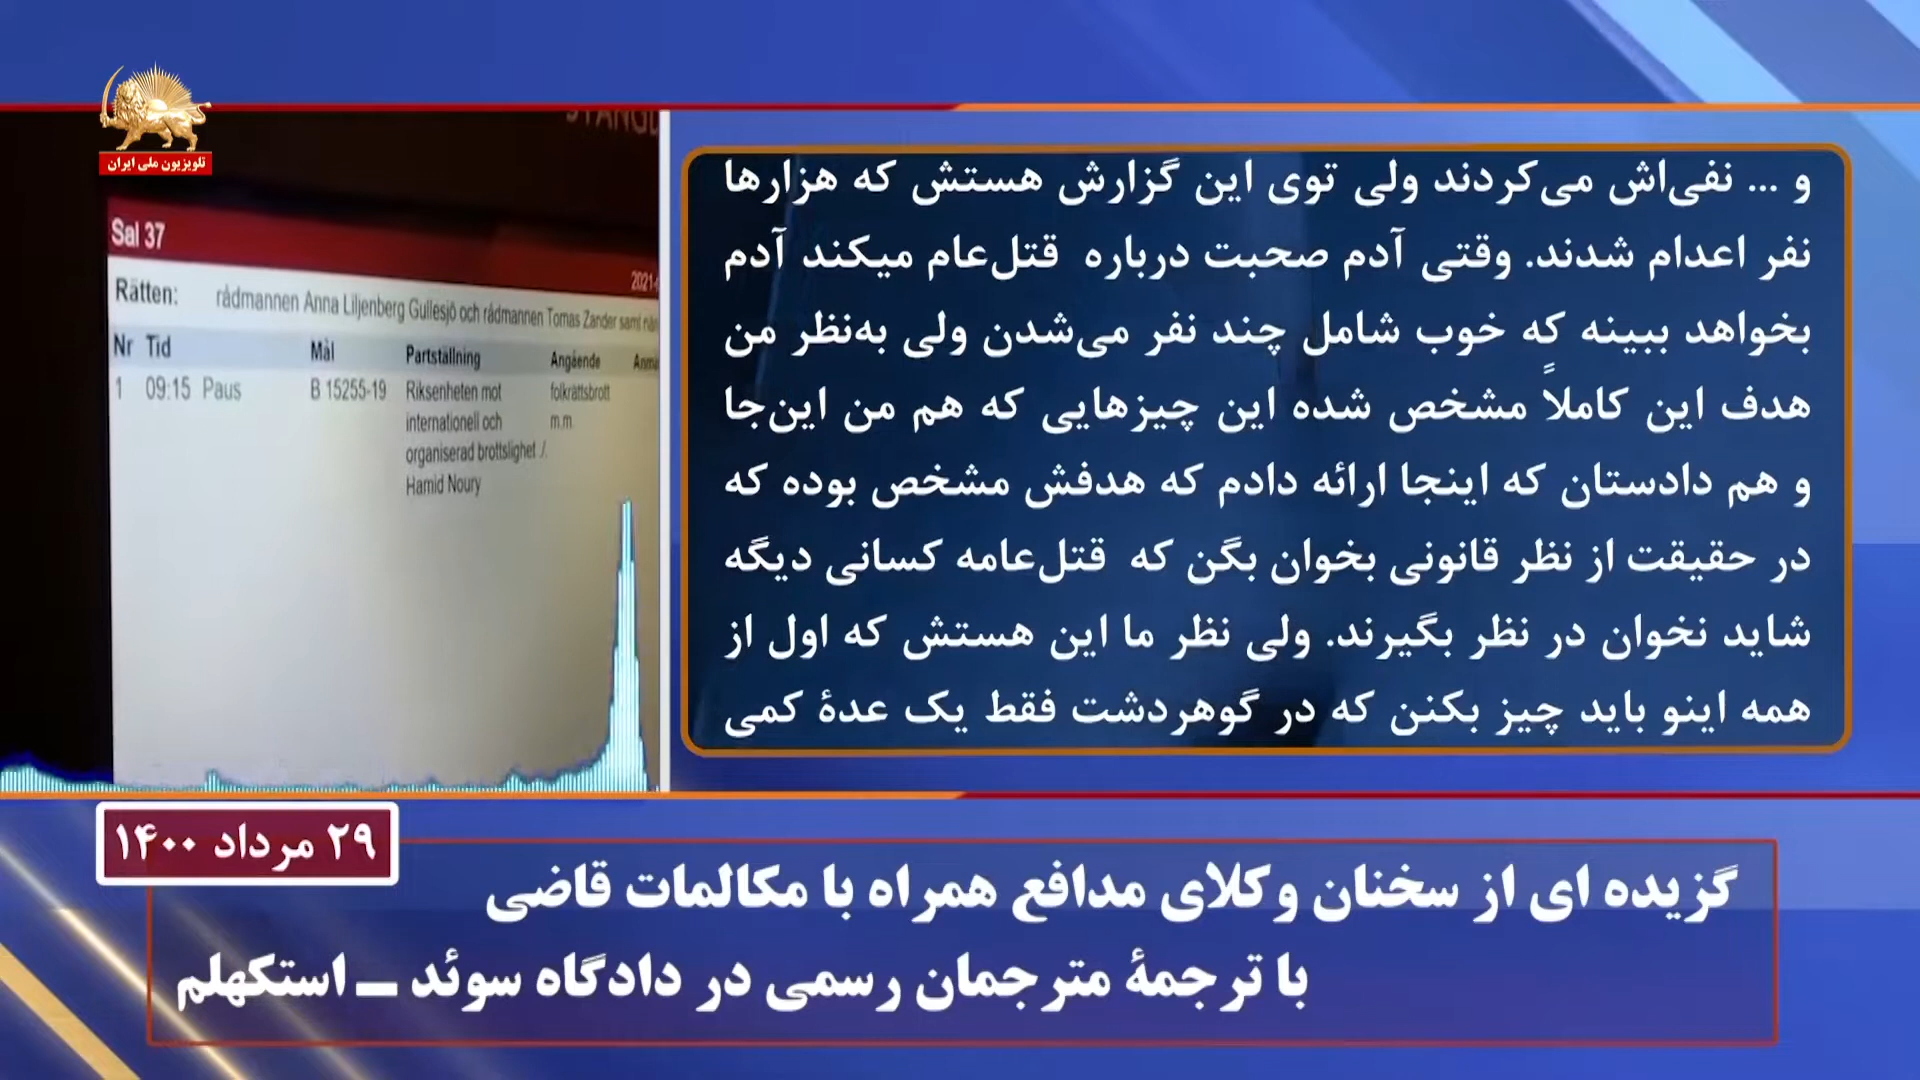 تلویزیون ملی ایران
Sal 37
2021-
Rätten: rådmannen Anna Liljenberg Gullesjö och rådmannen Tomas Zander samt
Nr Tid Mål Partställning Angående
1 09:15 Paus B 15255-19 Riksenheten mot folkrättsbrott
internationell och m.m.
organiserad brottslighet ./.
Hamid Noury
و ... نفی‌اش می‌کردند ولی توی این گزارش هستش که هزارها
نفر اعدام شدند. وقتی آدم صحبت درباره قتل‌عام میکند آدم
بخواهد ببینه که خوب شامل چند نفر می‌شدن ولی به‌نظر من
هدف این کاملاً مشخص شده این چیزهایی که هم من این‌جا
و هم دادستان که اینجا ارائه دادم که هدفش مشخص بوده که
در حقیقت از نظر قانونی بخوان بگن که قتل‌عامه کسانی دیگه
شاید نخوان در نظر بگیرند. ولی نظر ما این هستش که اول از
همه اینو باید چیز بکنن که در گوهردشت فقط یک عدهٔ کمی
۲۹ مرداد ۱۴۰۰
گزیده ای از سخنان وکلای مدافع همراه با مکالمات قاضی
با ترجمهٔ مترجمان رسمی در دادگاه سوئد ــ استکهلم